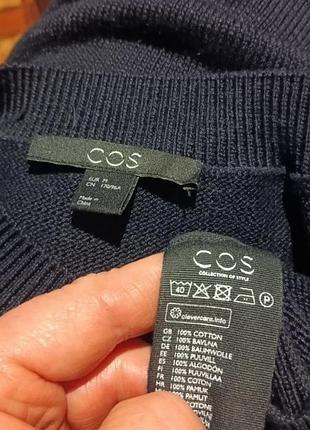 COS
EUR M
CN 170/96A
Made in
China
COS
COLLECTION OF STYLE
40
P
clevercare.info
GB 100% COTTON
CZ 100% BAVLNA
DE 100% BAUMWOLLE
EE 100% PUUVILL
ES 100% ALGODÓN
FI 100% PUUVILLAA
FR 100% COTON
HR 100% PAMUK
100% PAMUT
COTONE